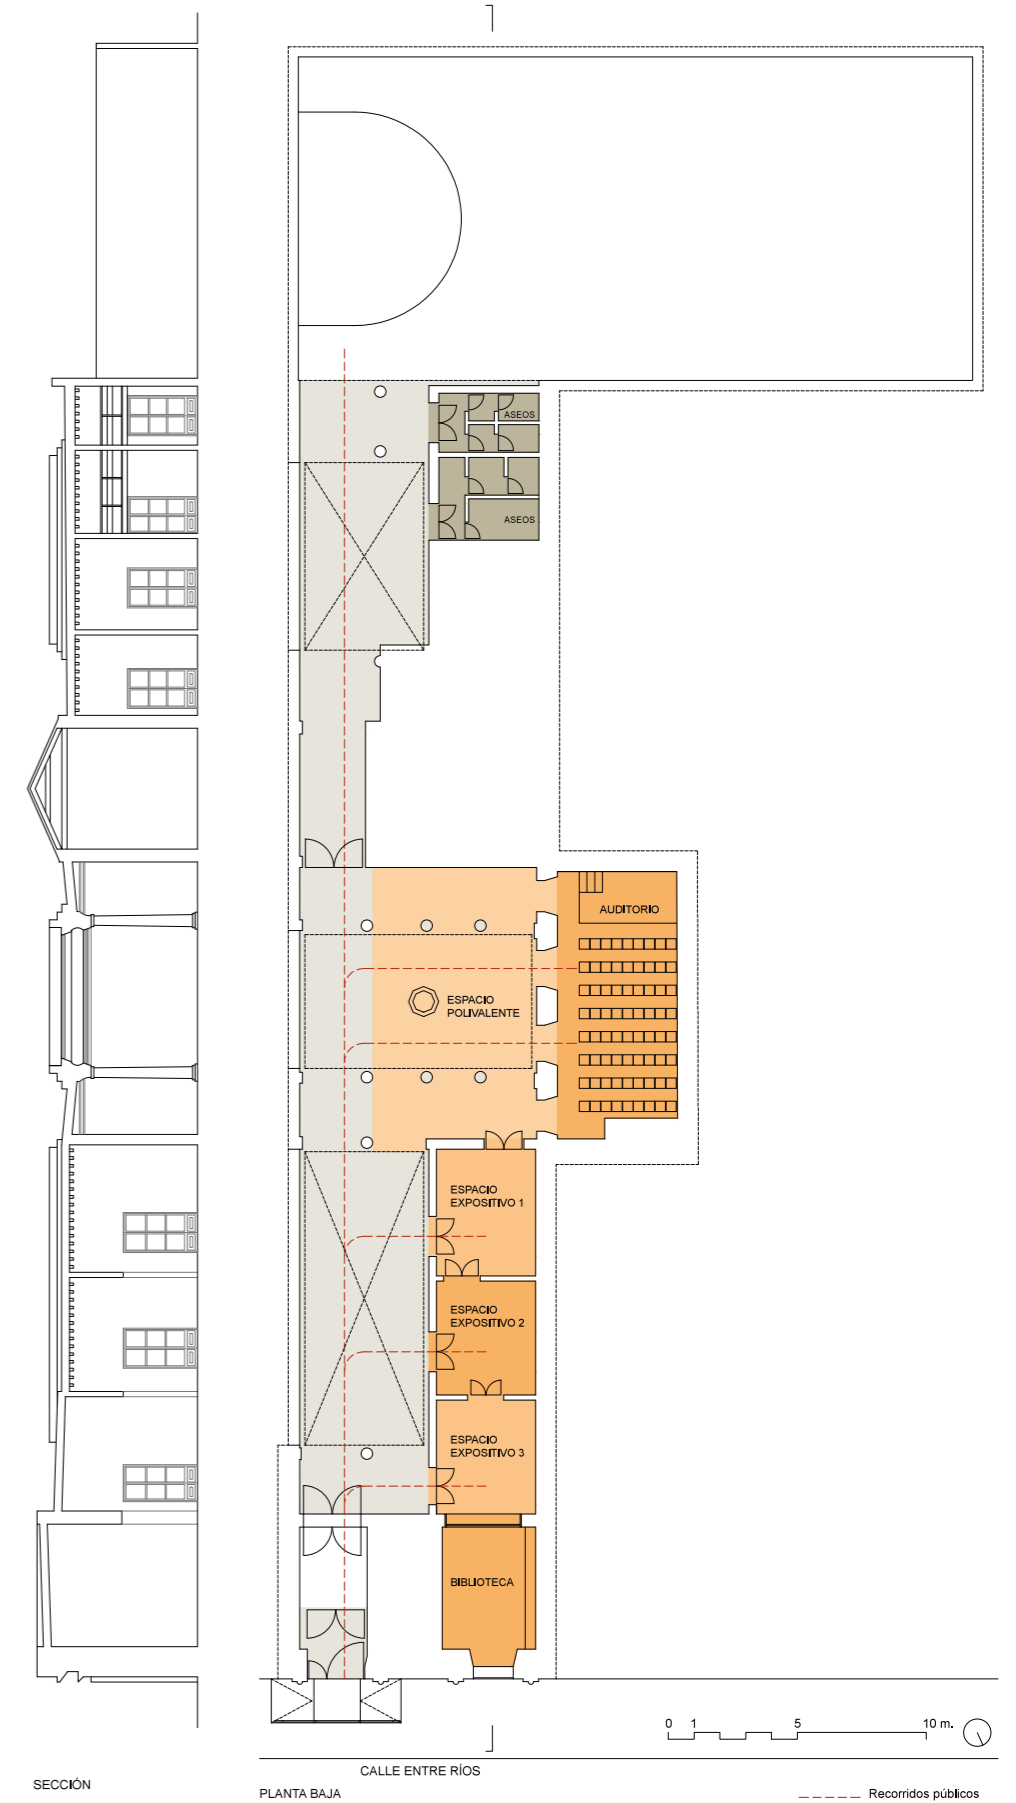 ASEOS
ASEOS
AUDITORIO
ESPACIO
POLIVALENTE
ESPACIO
EXPOSITIVO 1
ESPACIO
EXPOSITIVO 2
ESPACIO
EXPOSITIVO 3
BIBLIOTECA
0 1 5 10 m.
CALLE ENTRE RÍOS
SECCIÓN
PLANTA BAJA
Recorridos públicos